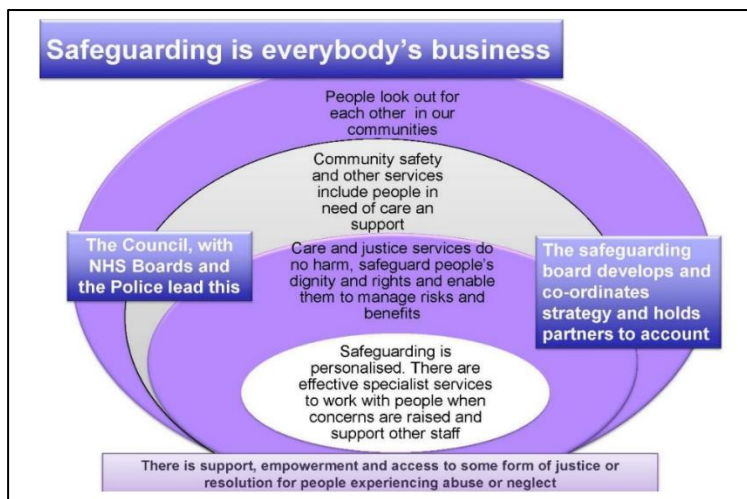 Safeguarding is everybody's business
People look out for
each other in our
communities
Community safety
and other services
include people in
need of care an
support
The Council, with
NHS Boards and
the Police lead this
The safeguarding
board develops and
co-ordinates
strategy and holds
partners to account
Care and justice services do
no harm, safeguard people's
dignity and rights and enable
them to manage risks and
benefits
Safeguarding is
personalised. There are
effective specialist services
to work with people when
concerns are raised and
support other staff
There is support, empowerment and access to some form of justice or
resolution for people experiencing abuse or neglect